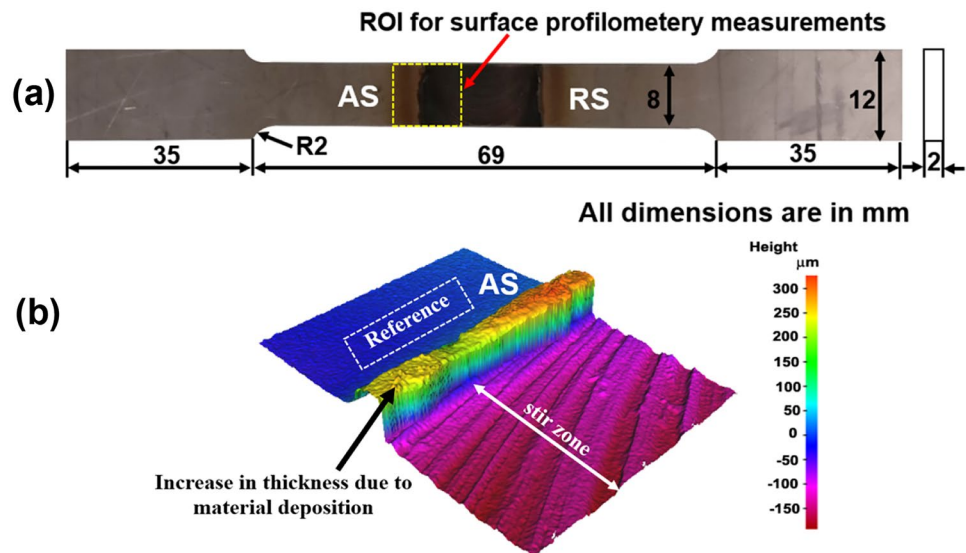 ROI for surface profilometery measurements
(a)
AS
RS
8
12
R2
35
69
35
2
All dimensions are in mm
(b)
AS
Reference
stir zone
Increase in thickness due to
material deposition
Height
µm
300
250
200
150
100
50
0
-50
-100
-150